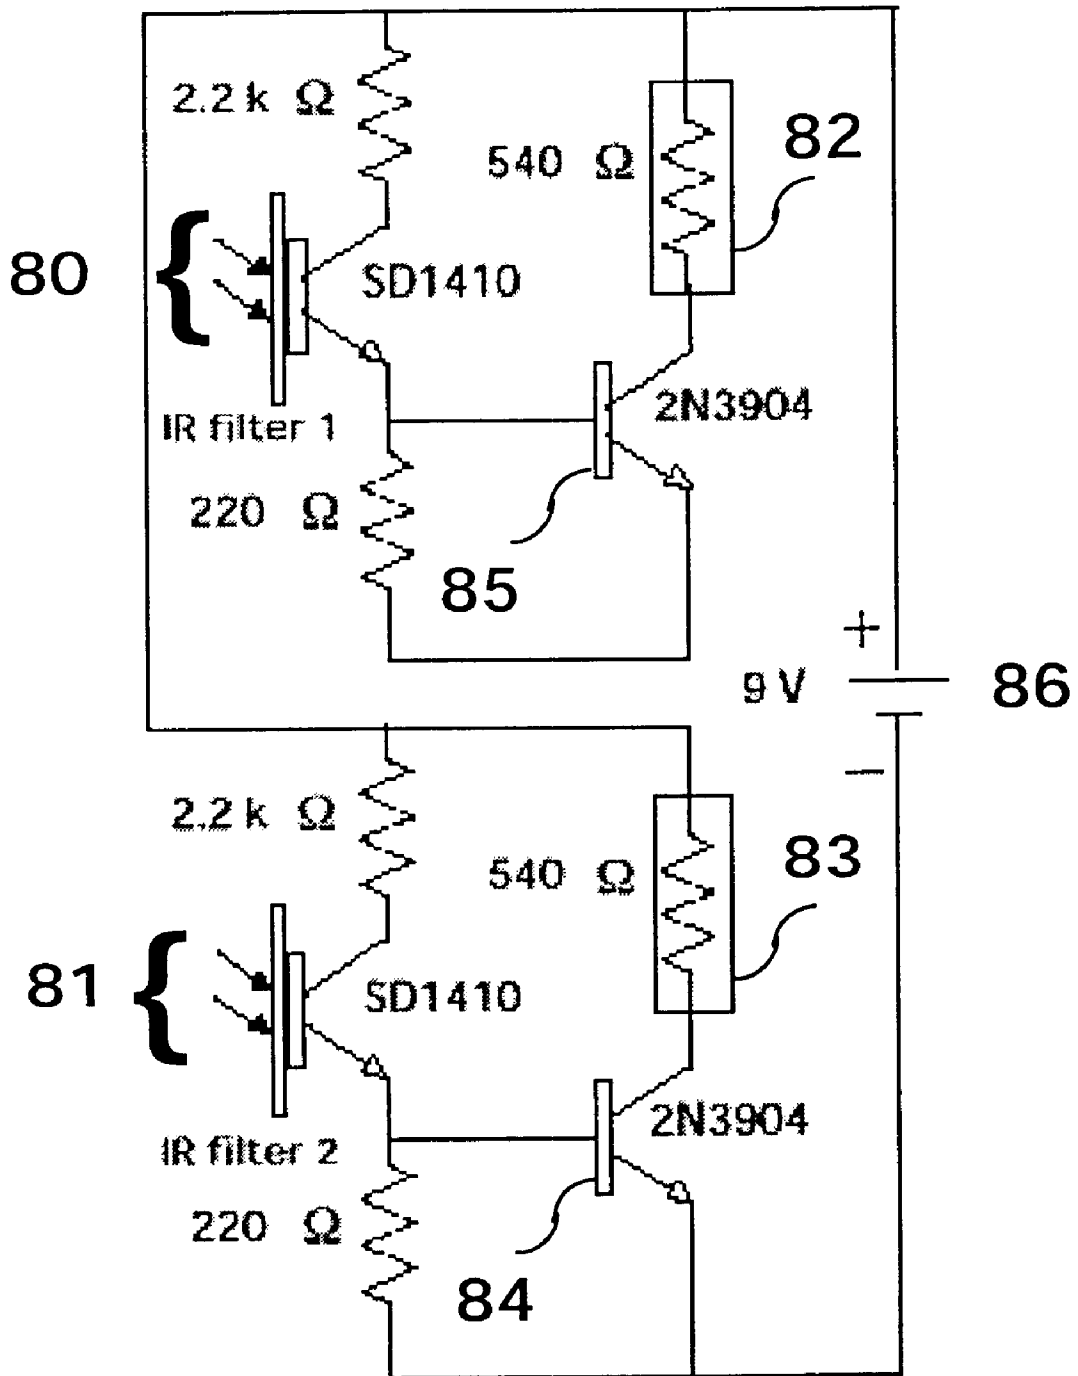 2.2 k Ω
82
540 Ω
80
SD1410
2N3904
IR filter 1
220 Ω
85
+
9 V
86
−
2.2 k Ω
83
540 Ω
81
SD1410
2N3904
IR filter 2
220 Ω
84